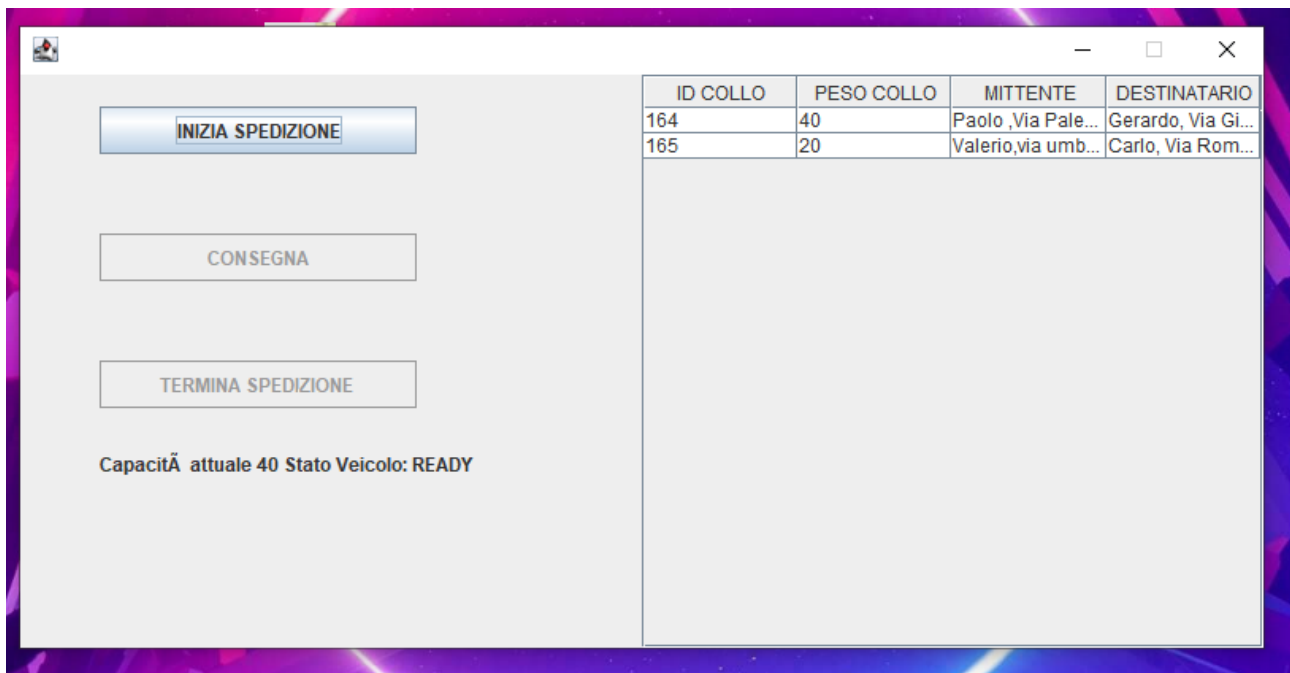 INIZIA SPEDIZIONE
CONSEGNA
TERMINA SPEDIZIONE
CapacitÃ  attuale 40 Stato Veicolo: READY
ID COLLO PESO COLLO MITTENTE DESTINATARIO
164 40 Paolo ,Via Pale... Gerardo, Via Gi...
165 20 Valerio,via umb... Carlo, Via Rom...